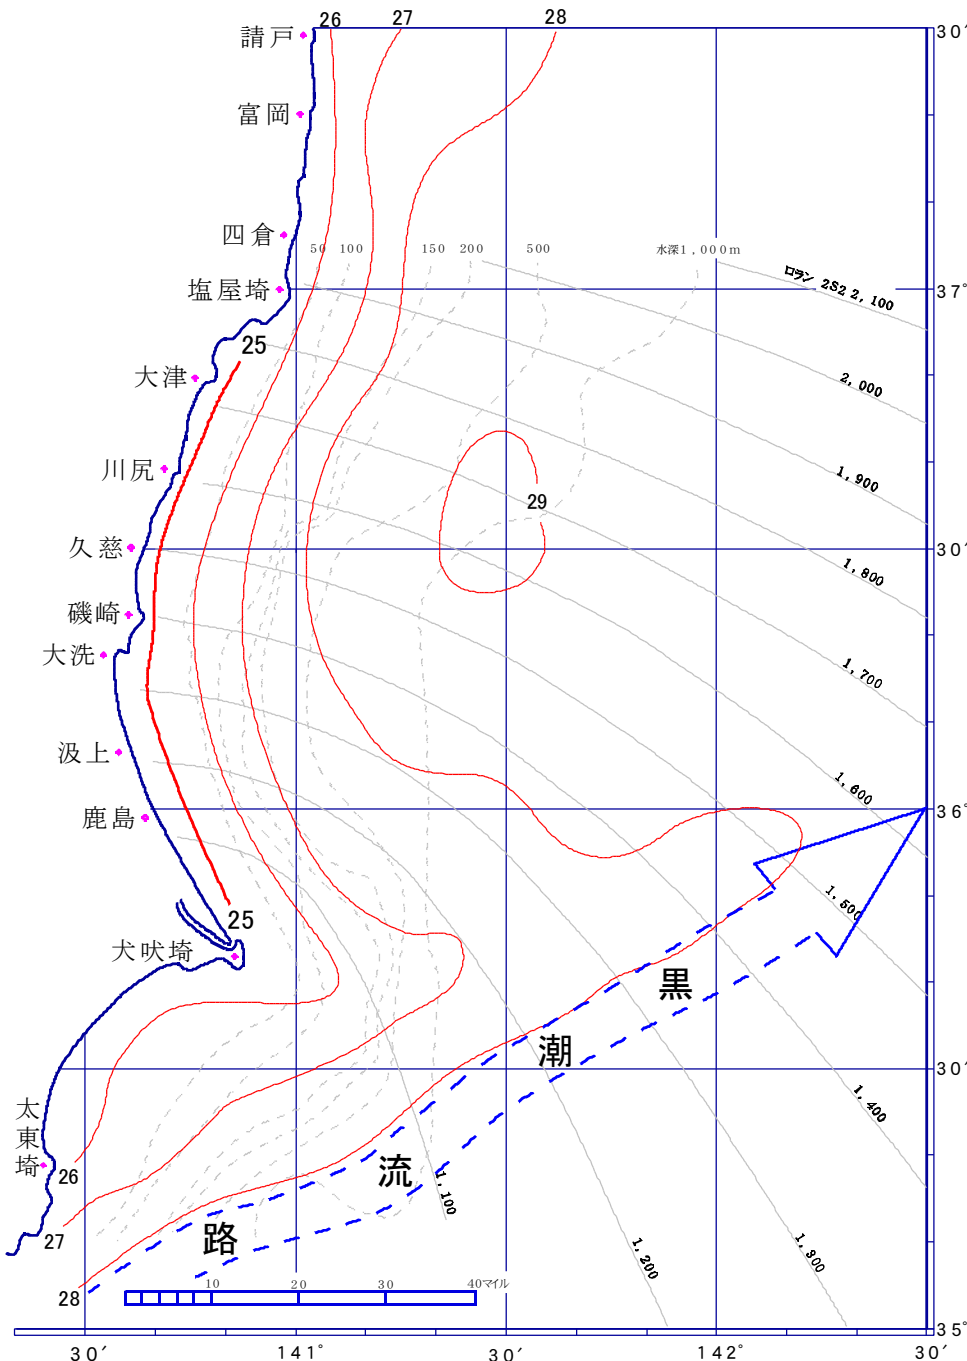 26
27
28
30′
請戸
富岡
四倉
50
100
150
200
500
水深1,000m
ロラン 2S2 2,100
塩屋埼
37°
25
大津
2,000
川尻
1,900
29
久慈
30′
1,800
磯崎
大洗
1,700
汲上
1,600
鹿島
36°
1,500
25
犬吠埼
黒
潮
流
路
30′
1,400
太東埼
26
1,100
27
1,200
1,300
28
10
20
30
40マイル
35°
30′
141°
30′
142°
30′